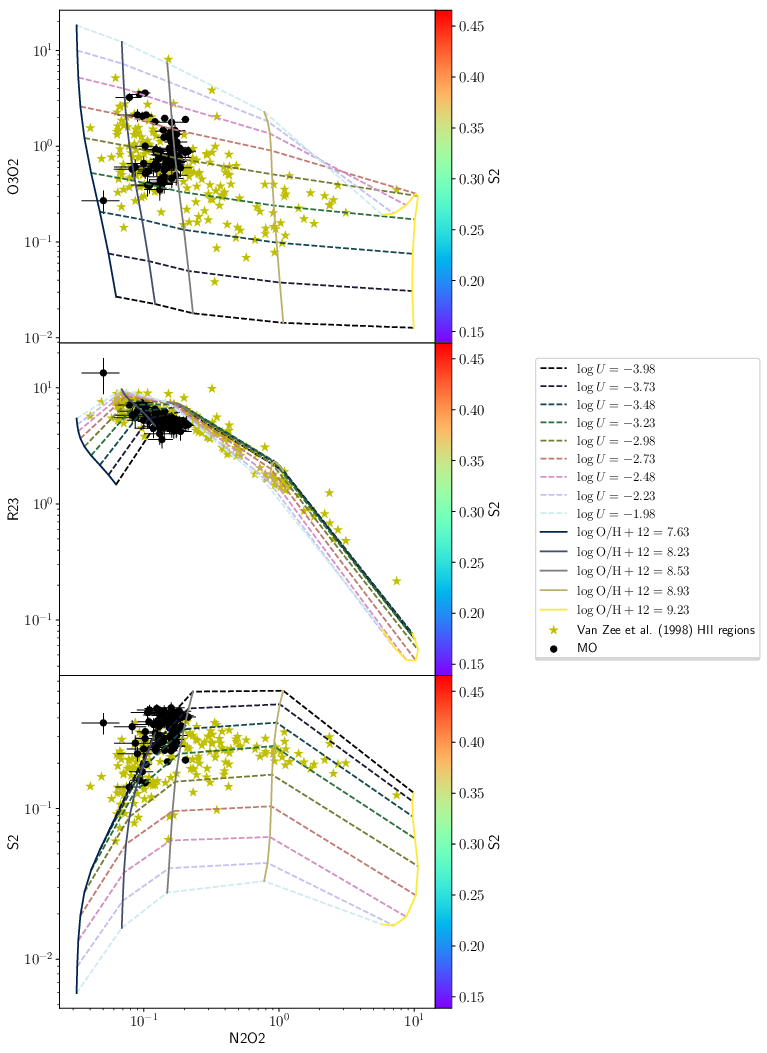 10¹
10⁰
10⁻¹
10⁻²
O3O2
0.45
0.40
0.35
0.30
0.25
0.20
0.15
S2
10¹
10⁰
10⁻¹
R23
0.45
0.40
0.35
0.30
0.25
0.20
0.15
S2
log U = −3.98
log U = −3.73
log U = −3.48
log U = −3.23
log U = −2.98
log U = −2.73
log U = −2.48
log U = −2.23
log U = −1.98
log O/H + 12 = 7.63
log O/H + 12 = 8.23
log O/H + 12 = 8.53
log O/H + 12 = 8.93
log O/H + 12 = 9.23
Van Zee et al. (1998) HII regions
MO
10⁻¹
10⁻²
S2
0.45
0.40
0.35
0.30
0.25
0.20
0.15
S2
10⁻¹
10⁰
10¹
N2O2